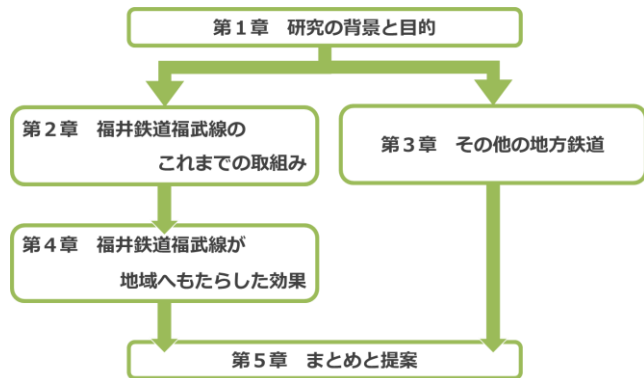 第１章　研究の背景と目的
第２章　福井鉄道福武線の
これまでの取組み
第３章　その他の地方鉄道
第４章　福井鉄道福武線が
地域へもたらした効果
第５章　まとめと提案